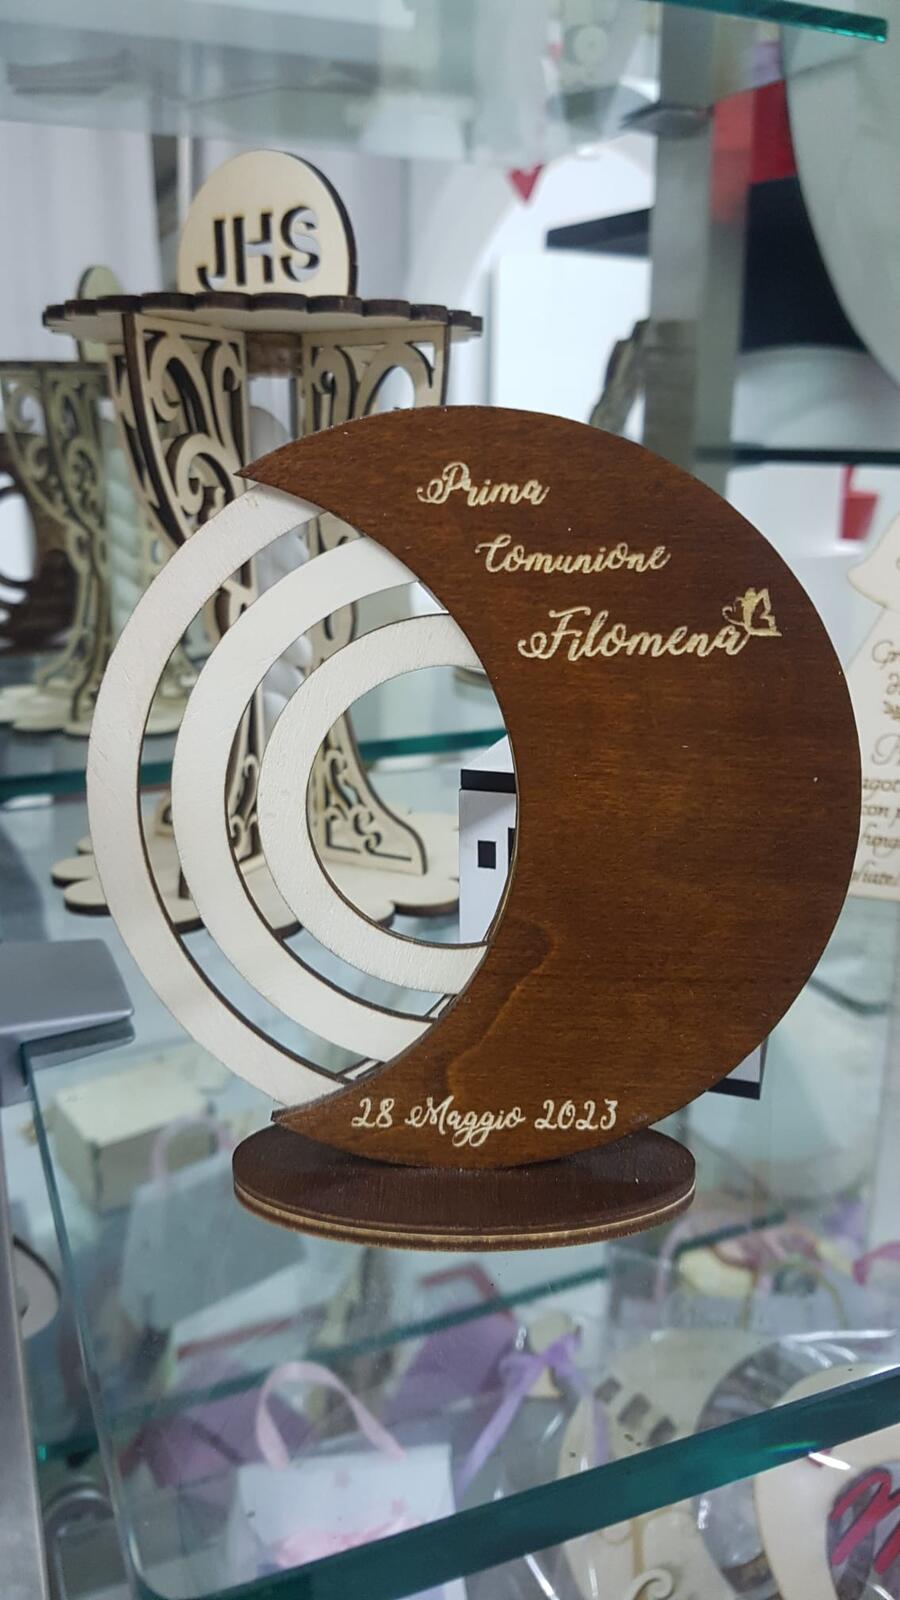 JHS
Prima
Comunione
Filomena
28 Maggio 2023